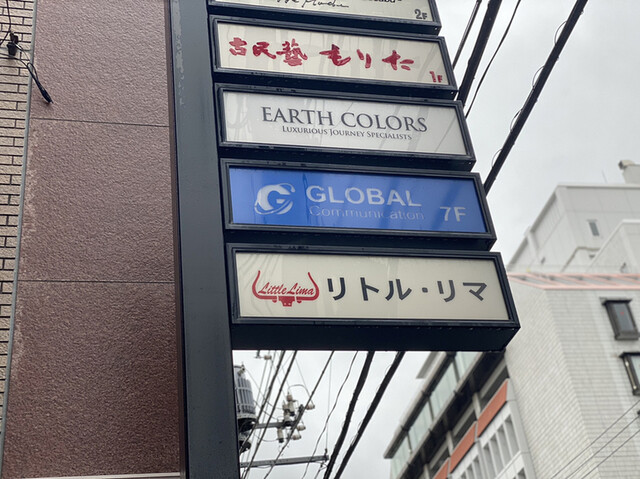 2F
古民藝 もりた
1F
EARTH COLORS
LUXURIOUS JOURNEY SPECIALISTS
GLOBAL
Communication 7F
Little Lima リトル・リマ